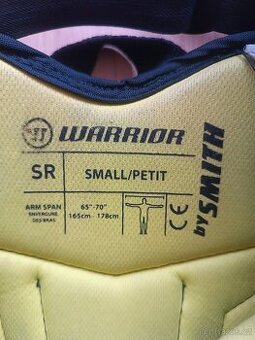 WARRIOR
SR
SMALL/PETIT
ARM SPAN
ENVERGURE
DES BRAS
65"-70"
165cm - 178cm
CE
by SMITH